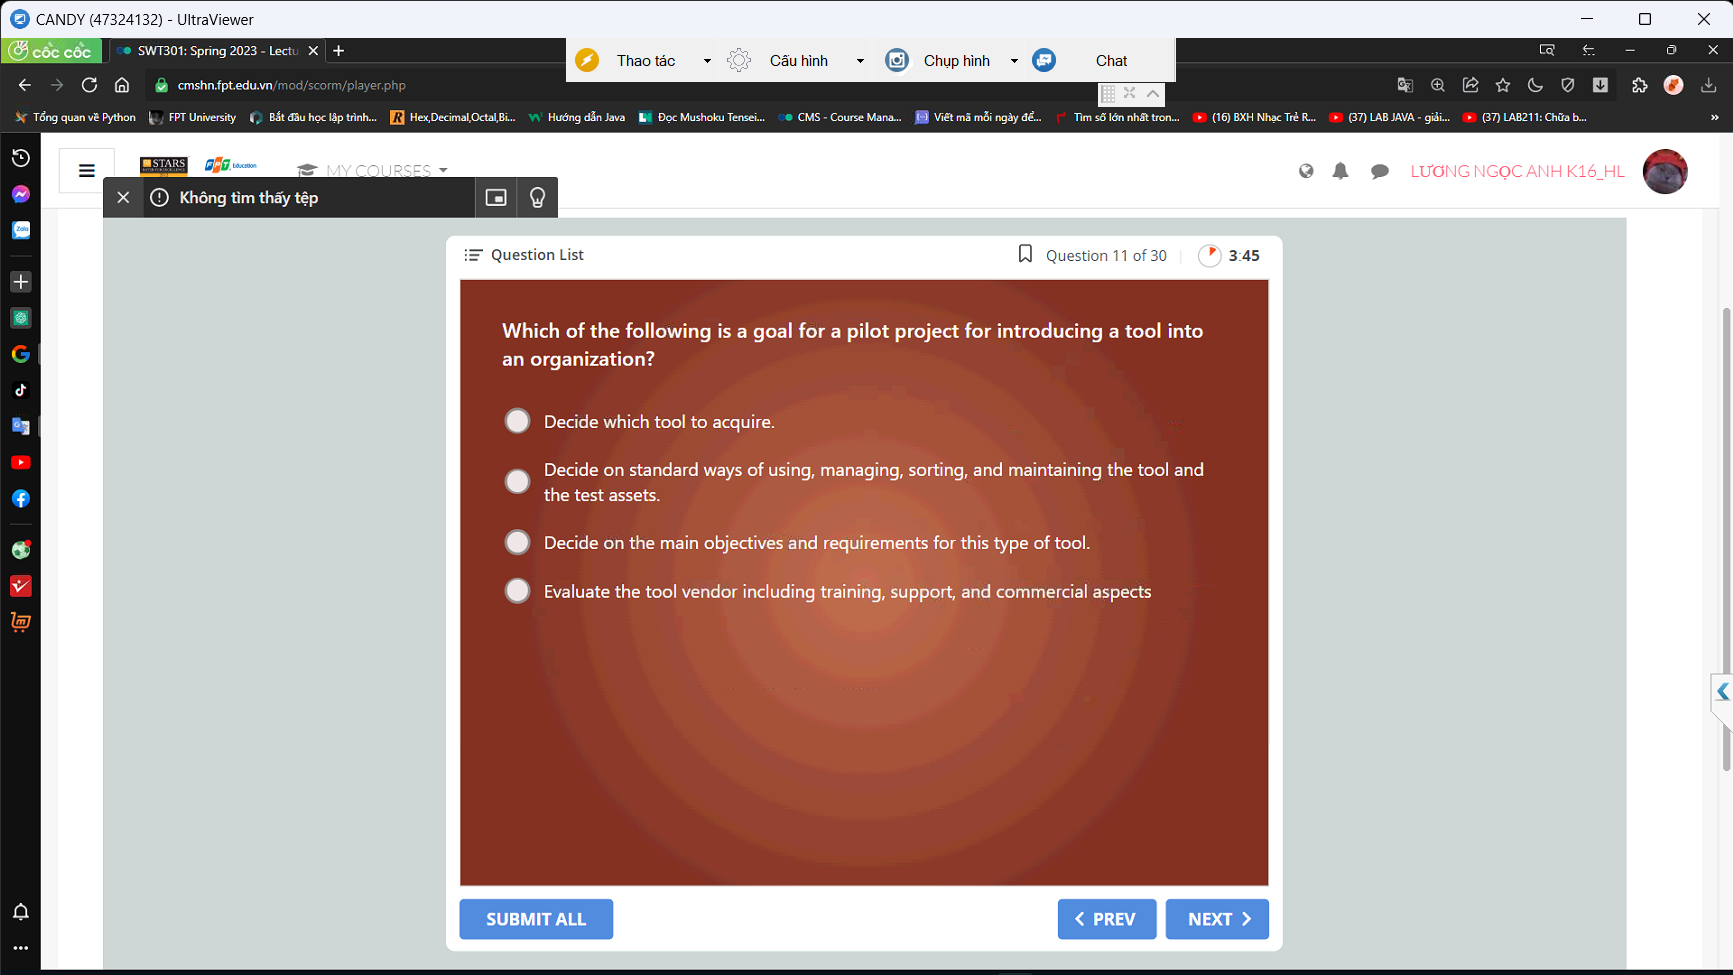 CANDY (47324132) - UltraViewer
cốc cốc
SWT301: Spring 2023 - Lectu
Thao tác
Cấu hình
Chụp hình
Chat
cmshn.fpt.edu.vn/mod/scorm/player.php
Tổng quan về Python
FPT University
Bắt đầu học lập trình...
Hex,Decimal,Octal,Bi...
Hướng dẫn Java
Đọc Mushoku Tensei...
CMS - Course Mana...
Viết mã mỗi ngày để...
Tìm số lớn nhất tron...
(16) BXH Nhạc Trẻ R...
(37) LAB JAVA - giải...
(37) LAB211: Chữa b...
»
STARS
FPT Education
MY COURSES
LƯƠNG NGỌC ANH K16_HL
Zalo
Không tìm thấy tệp
Question List
Question 11 of 30
3:45
Which of the following is a goal for a pilot project for introducing a tool into
an organization?
Decide which tool to acquire.
Decide on standard ways of using, managing, sorting, and maintaining the tool and
the test assets.
Decide on the main objectives and requirements for this type of tool.
Evaluate the tool vendor including training, support, and commercial aspects
SUBMIT ALL
PREV
NEXT